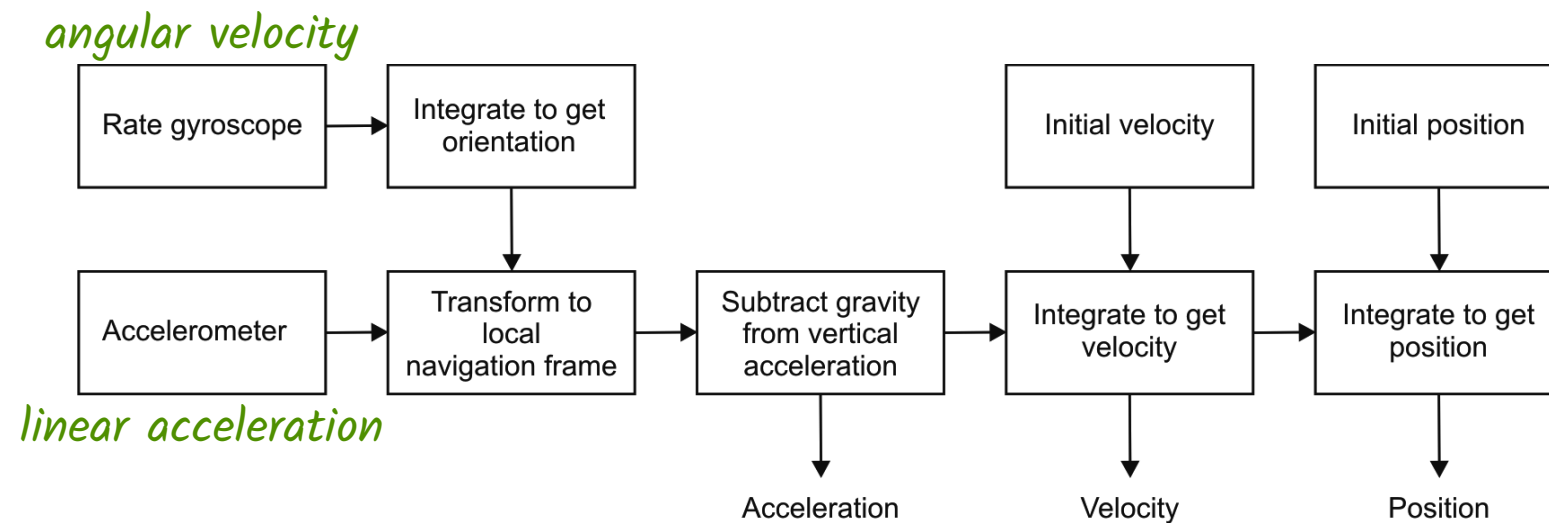 angular velocity
Rate gyroscope
Integrate to get
orientation
Initial velocity
Initial position
Accelerometer
Transform to
local
navigation frame
Subtract gravity
from vertical
acceleration
Integrate to get
velocity
Integrate to get
position
linear acceleration
Acceleration
Velocity
Position